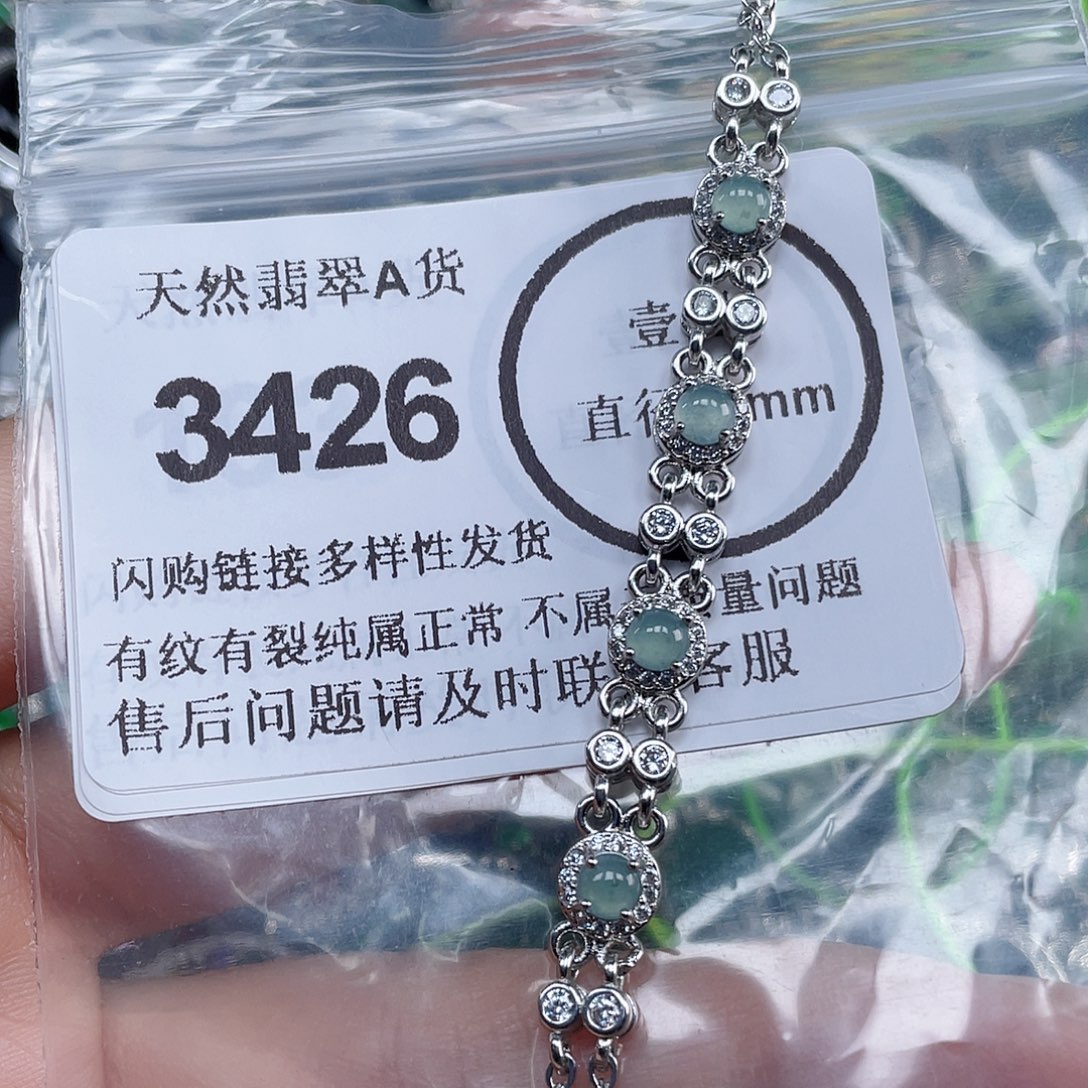 天然翡翠A货
3426
壹
直径 mm
闪购链接多样性发货
有纹有裂纯属正常 不属 量问题
售后问题请及时联 客服